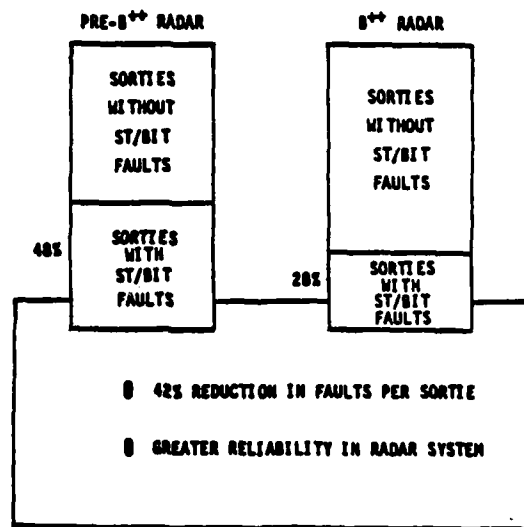 PRE-B++ RADAR
SORTIES
WITHOUT
ST/BIT
FAULTS
48%
SORTIES
WITH
ST/BIT
FAULTS
B++ RADAR
SORTIES
WITHOUT
ST/BIT
FAULTS
28%
SORTIES
WITH
ST/BIT
FAULTS
42% REDUCTION IN FAULTS PER SORTIE
GREATER RELIABILITY IN RADAR SYSTEM